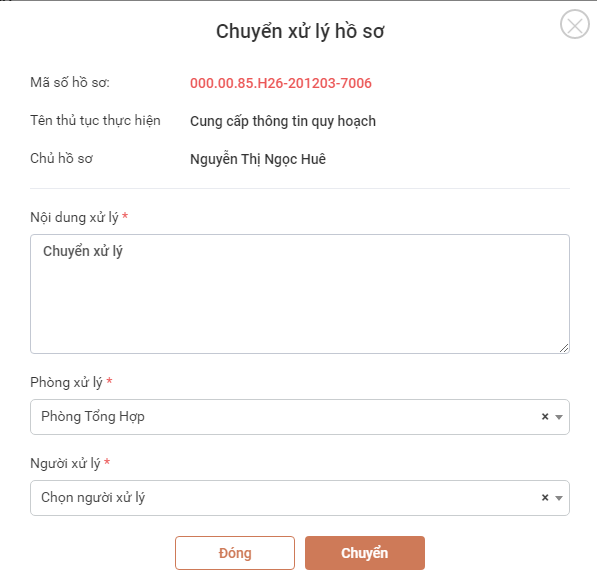 Chuyển xử lý hồ sơ
Mã số hồ sơ: 000.00.85.H26-201203-7006
Tên thủ tục thực hiện Cung cấp thông tin quy hoạch
Chủ hồ sơ Nguyễn Thị Ngọc Huê
Nội dung xử lý *
Chuyển xử lý
Phòng xử lý *
Phòng Tổng Hợp ×
Người xử lý *
Chọn người xử lý ×
Đóng Chuyển